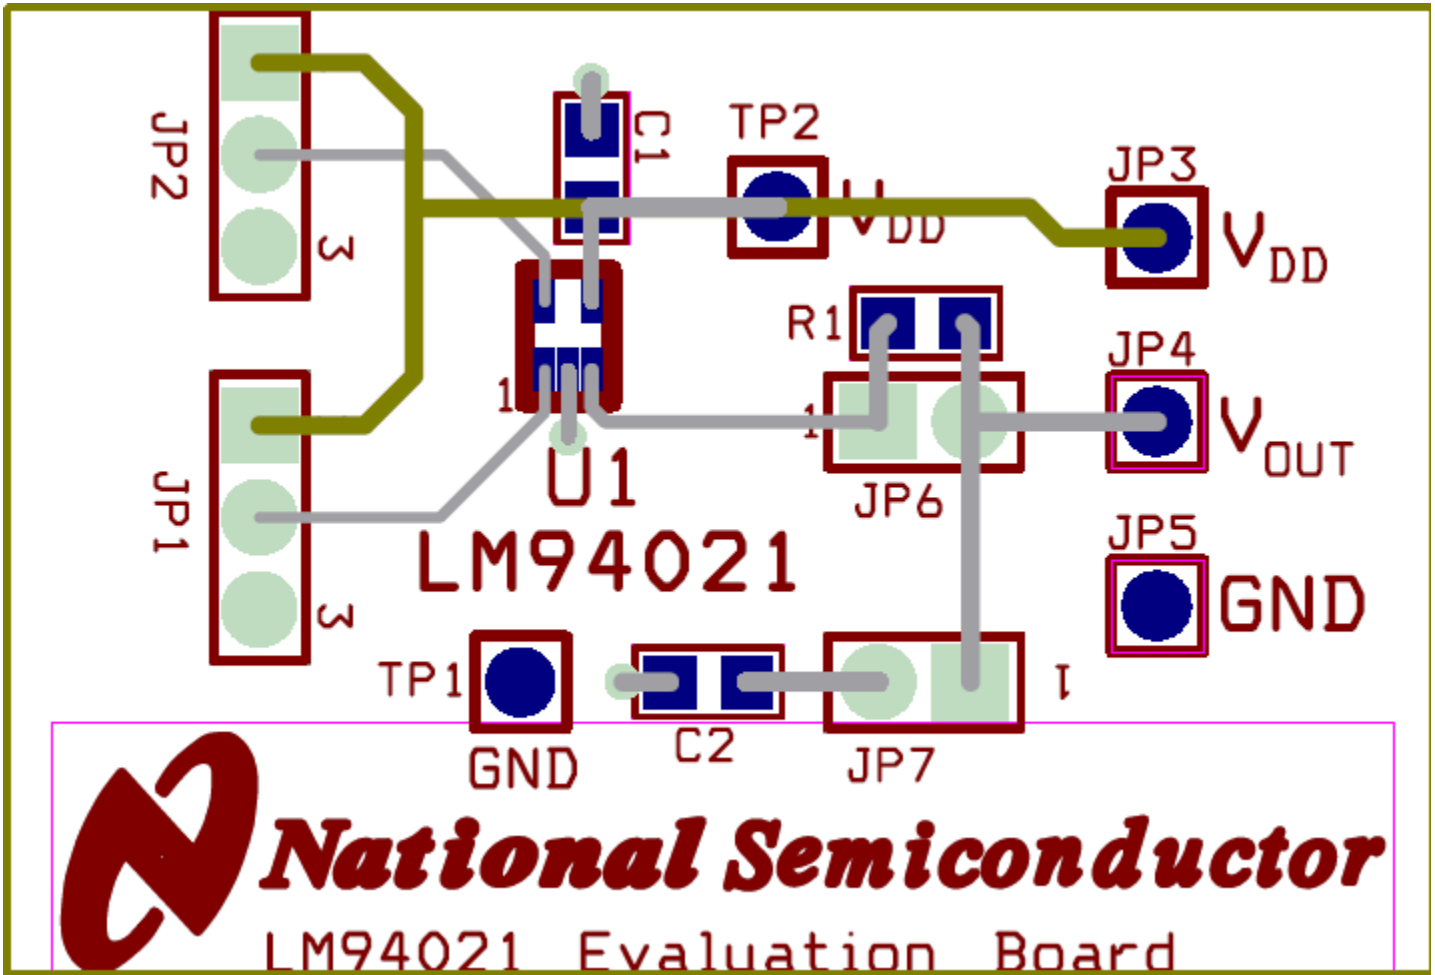 JP2
3
C1
TP2
VDD
JP3
VDD
R1
JP4
VOUT
1
1
JP6
U1
LM94021
JP1
3
JP5
GND
TP1
GND
C2
JP7
1
National Semiconductor
LM94021 Evaluation Board